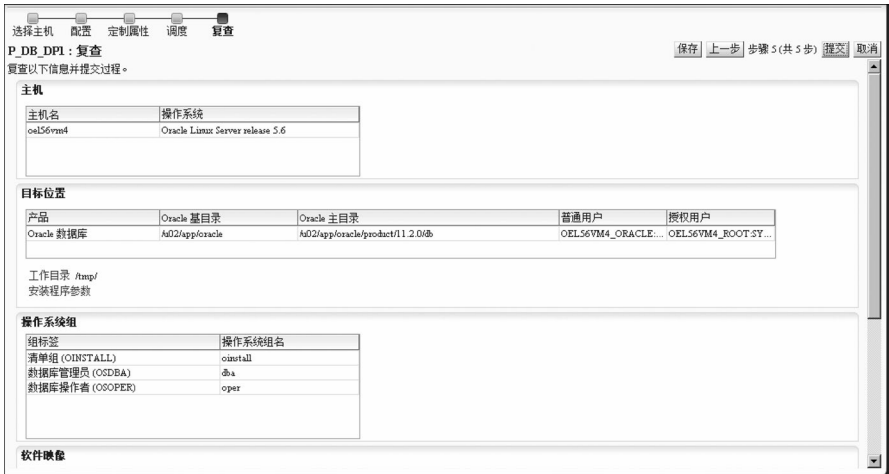 选择主机 配置 定制属性 调度 复查
P_DB_DP1：复查
保存 上一步 步骤 5 (共 5 步) 提交 取消
复查以下信息并提交过程。
主机
主机名 操作系统
oel56vm4 Oracle Linux Server release 5.6
目标位置
产品 Oracle 基目录 Oracle 主目录 普通用户 授权用户
Oracle 数据库 /u02/app/oracle /u02/app/oracle/product/11.2.0/db OEL56VM4_ORACLE:... OEL56VM4_ROOT:SY...
工作目录 /tmp/
安装程序参数
操作系统组
组标签 操作系统组名
清单组 (OINSTALL) oinstall
数据库管理员 (OSDBA) dba
数据库操作者 (OSOPER) oper
软件映像